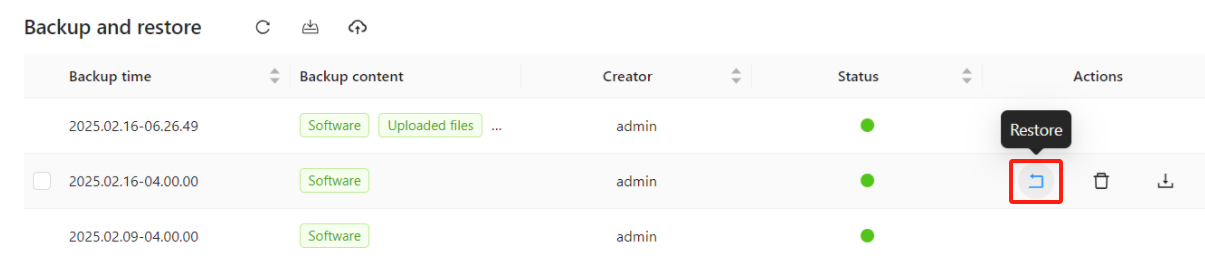 Backup and restore
Backup time Backup content Creator Status Actions
2025.02.16-06.26.49 Software Uploaded files ... admin
Restore
2025.02.16-04.00.00 Software admin
2025.02.09-04.00.00 Software admin